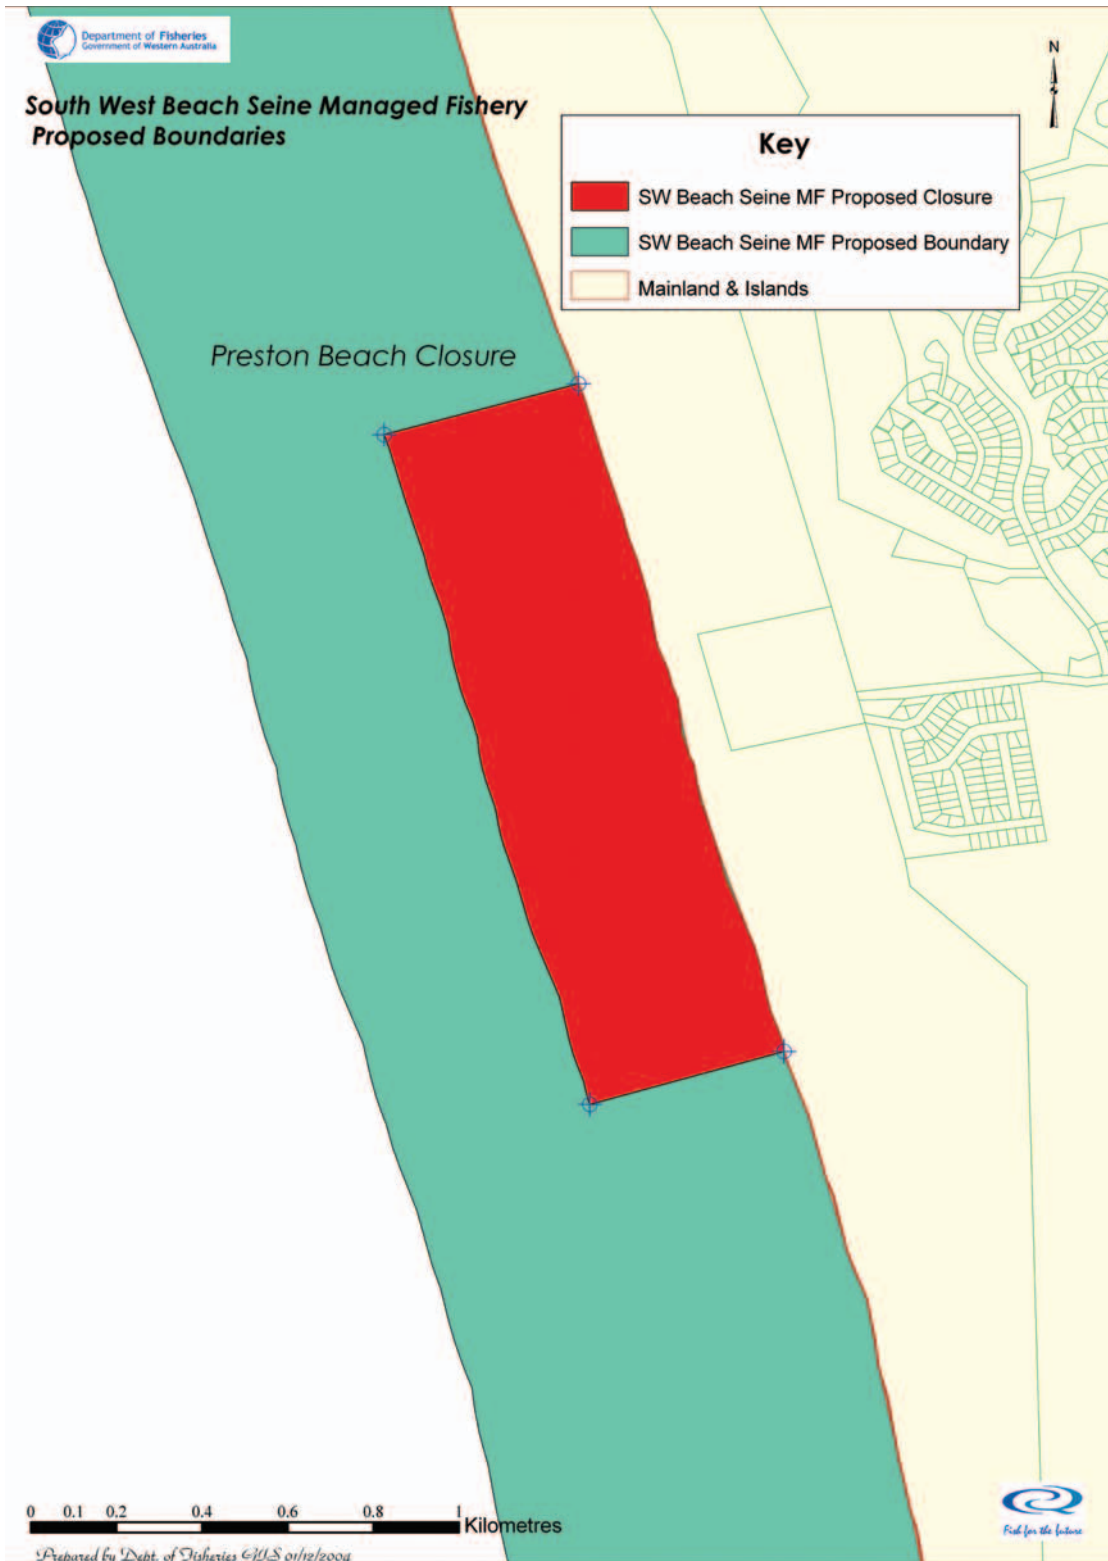 Department of Fisheries
Government of Western Australia
South West Beach Seine Managed Fishery
Proposed Boundaries
N
Key
SW Beach Seine MF Proposed Closure
SW Beach Seine MF Proposed Boundary
Mainland & Islands
Preston Beach Closure
0 0.1 0.2 0.4 0.6 0.8 1
Kilometres
Prepared by Dept. of Fisheries GIS 01/12/2004
Fish for the future